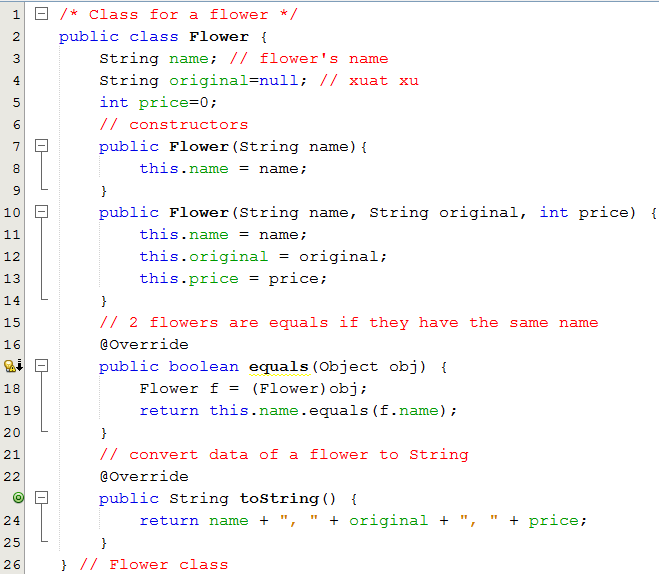 1 /* Class for a flower */
2 public class Flower {
3 String name; // flower's name
4 String original=null; // xuat xu
5 int price=0;
6 // constructors
7 public Flower(String name){
8 this.name = name;
9 }
10 public Flower(String name, String original, int price) {
11 this.name = name;
12 this.original = original;
13 this.price = price;
14 }
15 // 2 flowers are equals if they have the same name
16 @Override
public boolean equals(Object obj) {
18 Flower f = (Flower)obj;
19 return this.name.equals(f.name);
20 }
21 // convert data of a flower to String
22 @Override
public String toString() {
24 return name + ", " + original + ", " + price;
25 }
26 } // Flower class